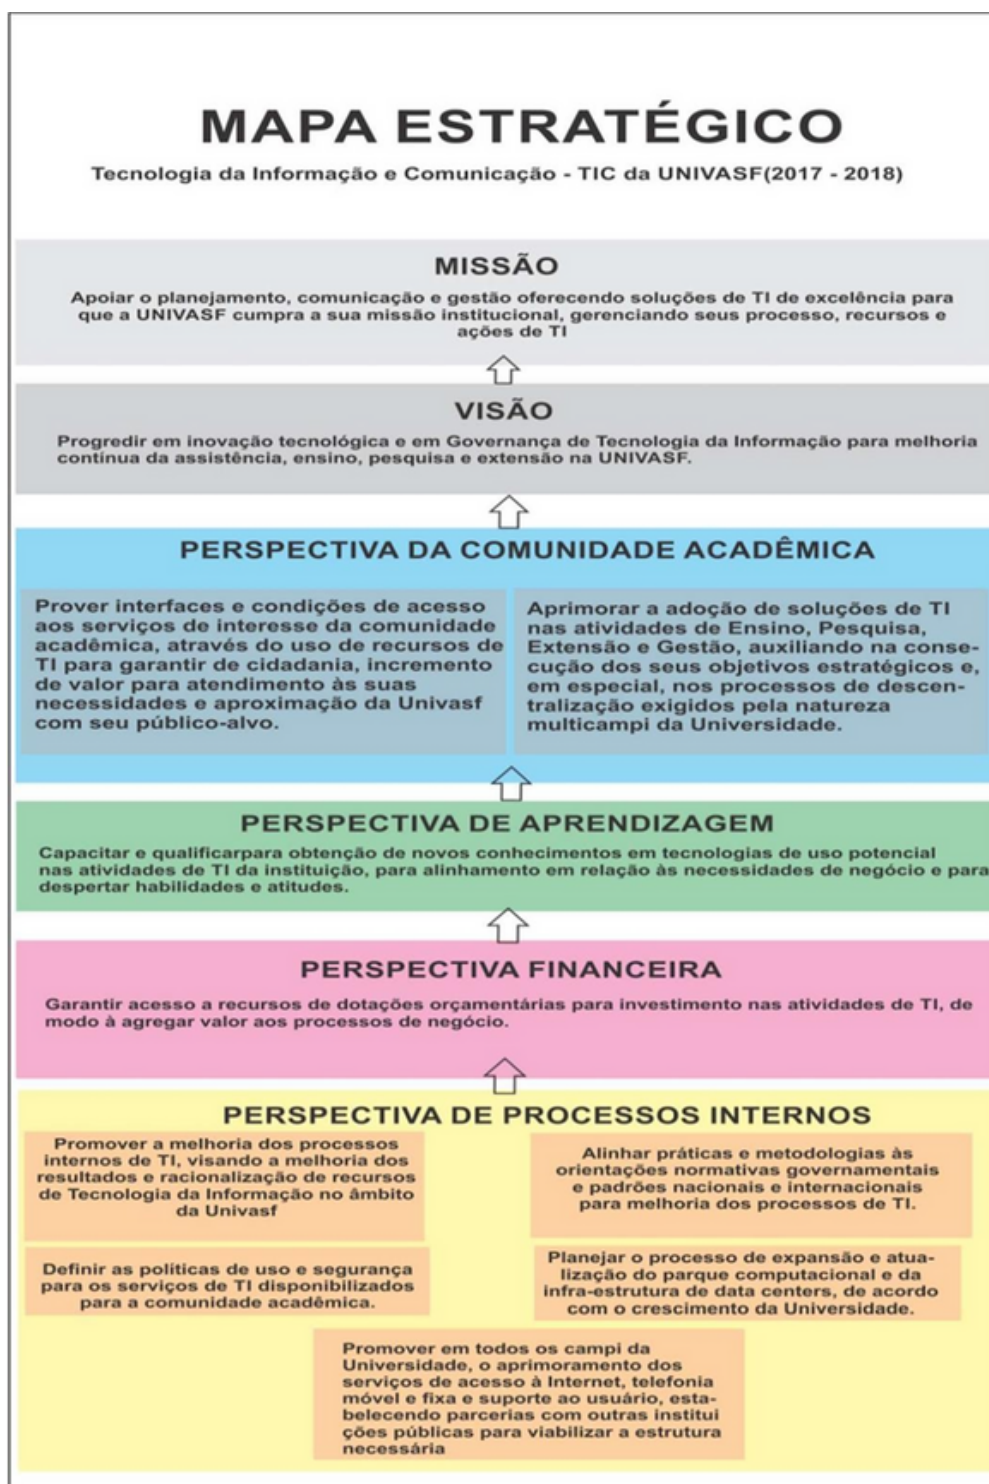 MAPA ESTRATÉGICO
Tecnologia da Informação e Comunicação - TIC da UNIVASF(2017 - 2018)
MISSÃO
Apoiar o planejamento, comunicação e gestão oferecendo soluções de TI de excelência para
que a UNIVASF cumpra a sua missão institucional, gerenciando seus processo, recursos e
ações de TI
VISÃO
Progredir em inovação tecnológica e em Governança de Tecnologia da Informação para melhoria
contínua da assistência, ensino, pesquisa e extensão na UNIVASF.
PERSPECTIVA DA COMUNIDADE ACADÊMICA
Prover interfaces e condições de acesso
aos serviços de interesse da comunidade
acadêmica, através do uso de recursos de
TI para garantir de cidadania, incremento
de valor para atendimento às suas
necessidades e aproximação da Univasf
com seu público-alvo.
Aprimorar a adoção de soluções de TI
nas atividades de Ensino, Pesquisa,
Extensão e Gestão, auxiliando na conse-
cução dos seus objetivos estratégicos e,
em especial, nos processos de descen-
tralização exigidos pela natureza
multicampi da Universidade.
PERSPECTIVA DE APRENDIZAGEM
Capacitar e qualificarpara obtenção de novos conhecimentos em tecnologias de uso potencial
nas atividades de TI da instituição, para alinhamento em relação às necessidades de negócio e para
despertar habilidades e atitudes.
PERSPECTIVA FINANCEIRA
Garantir acesso a recursos de dotações orçamentárias para investimento nas atividades de TI, de
modo à agregar valor aos processos de negócio.
PERSPECTIVA DE PROCESSOS INTERNOS
Promover a melhoria dos processos
internos de TI, visando a melhoria dos
resultados e racionalização de recursos
de Tecnologia da Informação no âmbito
da Univasf
Alinhar práticas e metodologias às
orientações normativas governamentais
e padrões nacionais e internacionais
para melhoria dos processos de TI.
Definir as políticas de uso e segurança
para os serviços de TI disponibilizados
para a comunidade acadêmica.
Planejar o processo de expansão e atua-
lização do parque computacional e da
infra-estrutura de data centers, de acordo
com o crescimento da Universidade.
Promover em todos os campi da
Universidade, o aprimoramento dos
serviços de acesso à Internet, telefonia
móvel e fixa e suporte ao usuário, esta-
belecendo parcerias com outras institui
ções públicas para viabilizar a estrutura
necessária